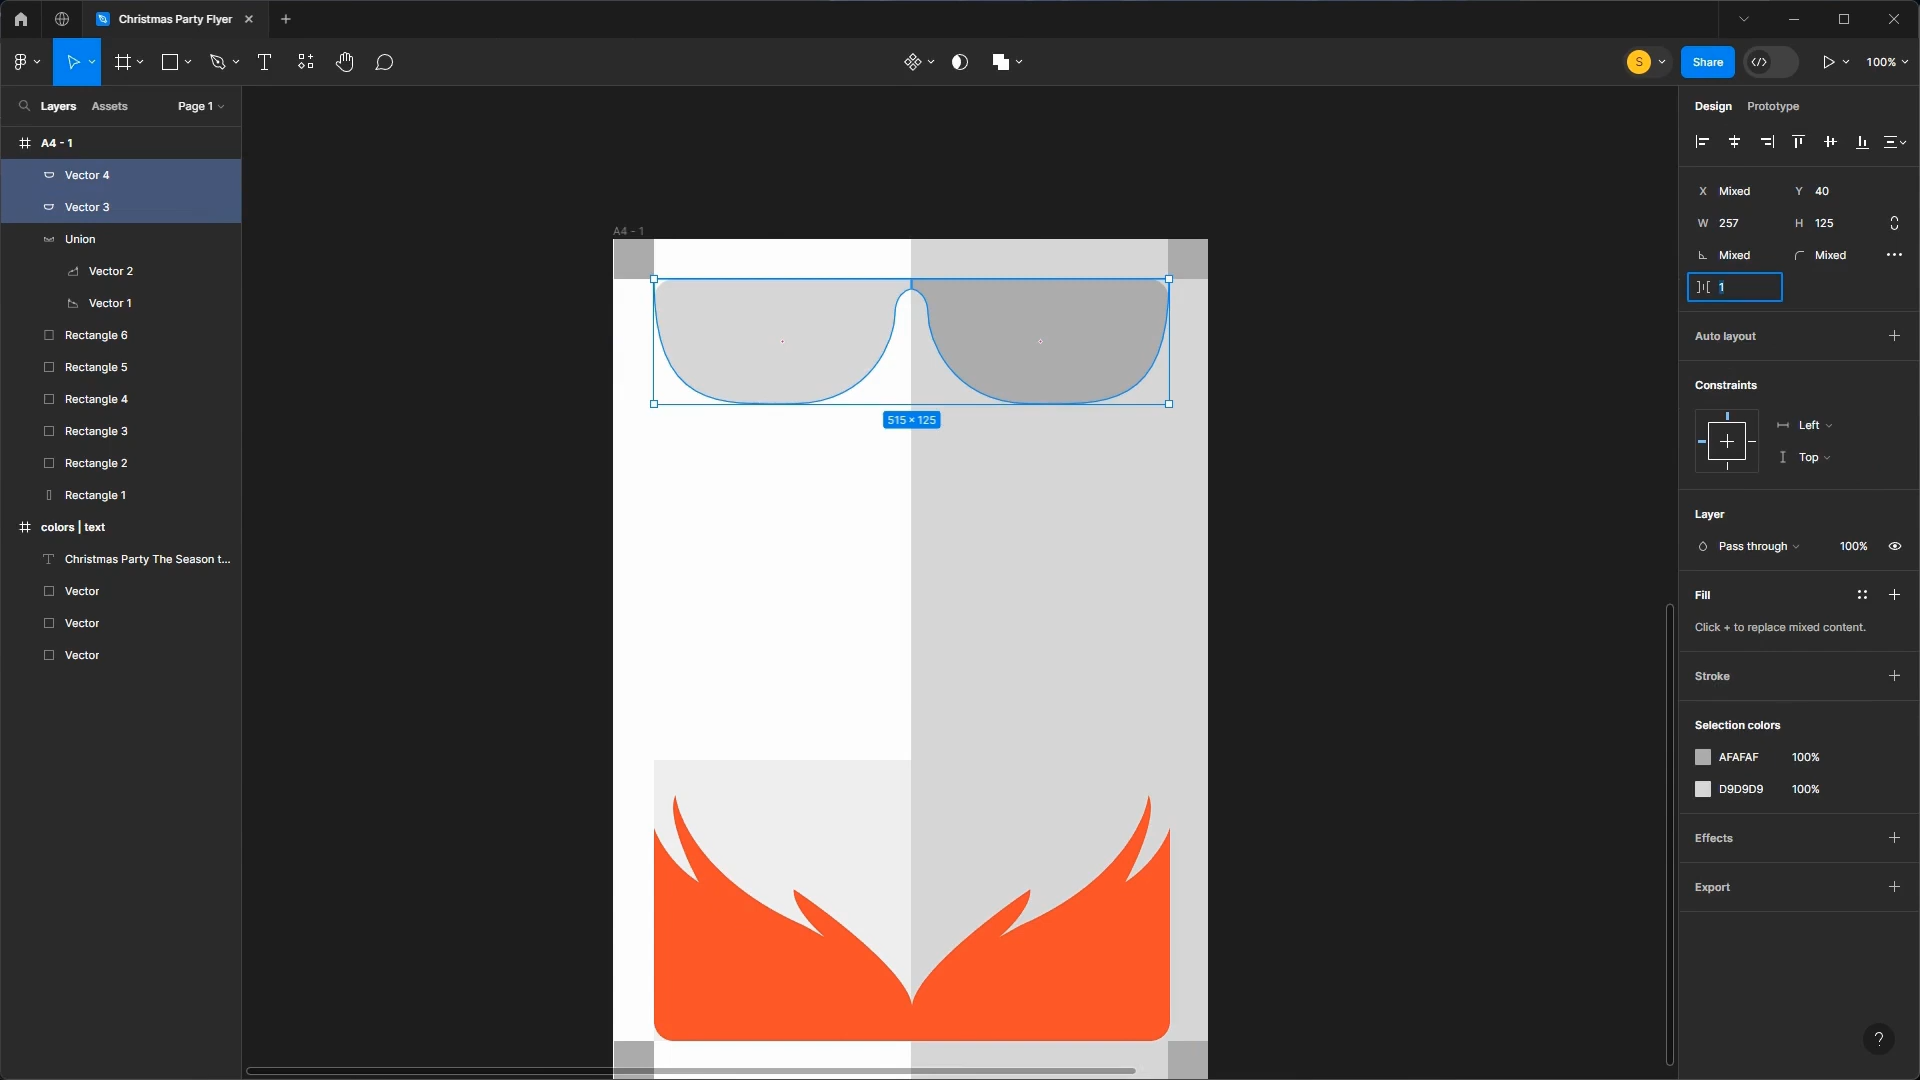 Christmas Party Flyer
S
Share
100%
Layers
Assets
Page 1
Design
Prototype
A4 - 1
Vector 4
Vector 3
Union
Vector 2
Vector 1
Rectangle 6
Rectangle 5
Rectangle 4
Rectangle 3
Rectangle 2
Rectangle 1
colors | text
Christmas Party The Season t...
Vector
Vector
Vector
A4 - 1
515 × 125
X Mixed Y 40
W 257 H 125
Mixed Mixed
1
Auto layout
Constraints
Left
Top
Layer
Pass through 100%
Fill
Click + to replace mixed content.
Stroke
Selection colors
AFAFAF 100%
D9D9D9 100%
Effects
Export
?